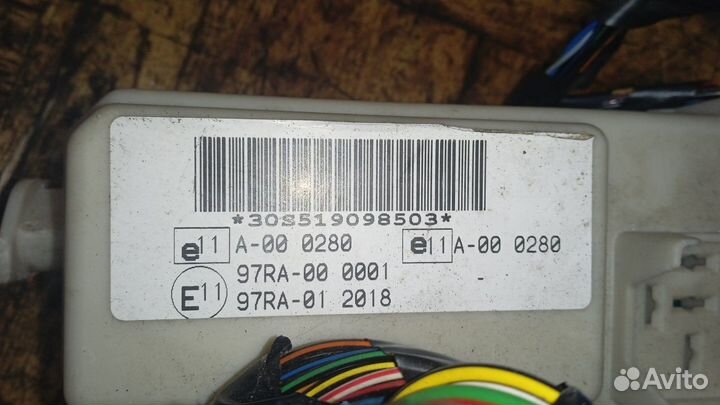 *30S519098503*
e11 A-00 0280 e11 A-00 0280
97RA-00 0001 -
E11 97RA-01 2018
Avito